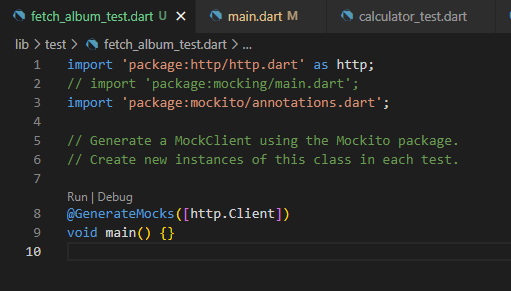 fetch_album_test.dart U
main.dart M
calculator_test.dart
lib > test > fetch_album_test.dart > ...
1 import 'package:http/http.dart' as http;
2 // import 'package:mocking/main.dart';
3 import 'package:mockito/annotations.dart';
4
5 // Generate a MockClient using the Mockito package.
6 // Create new instances of this class in each test.
7
Run | Debug
8 @GenerateMocks([http.Client])
9 void main() {}
10